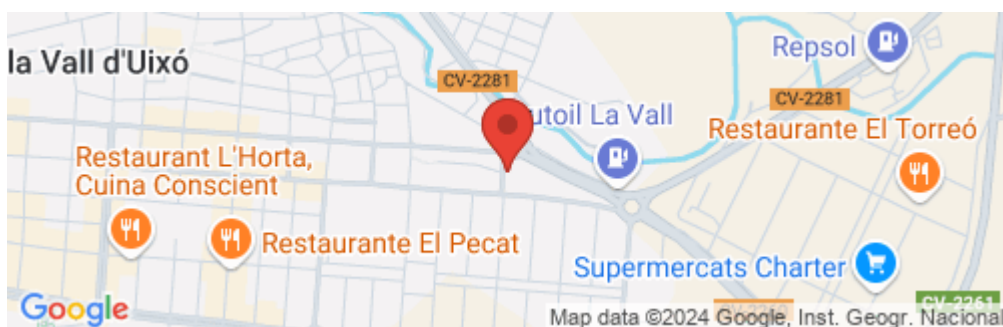 la Vall d'Uixó
Repsol
CV-2281
CV-2281
utoil La Vall
Restaurante El Torreó
Restaurant L'Horta,
Cuina Conscient
Restaurante El Pecat
Supermercats Charter
Google
CV-2261
Map data ©2024 Google, Inst. Geogr. Nacional